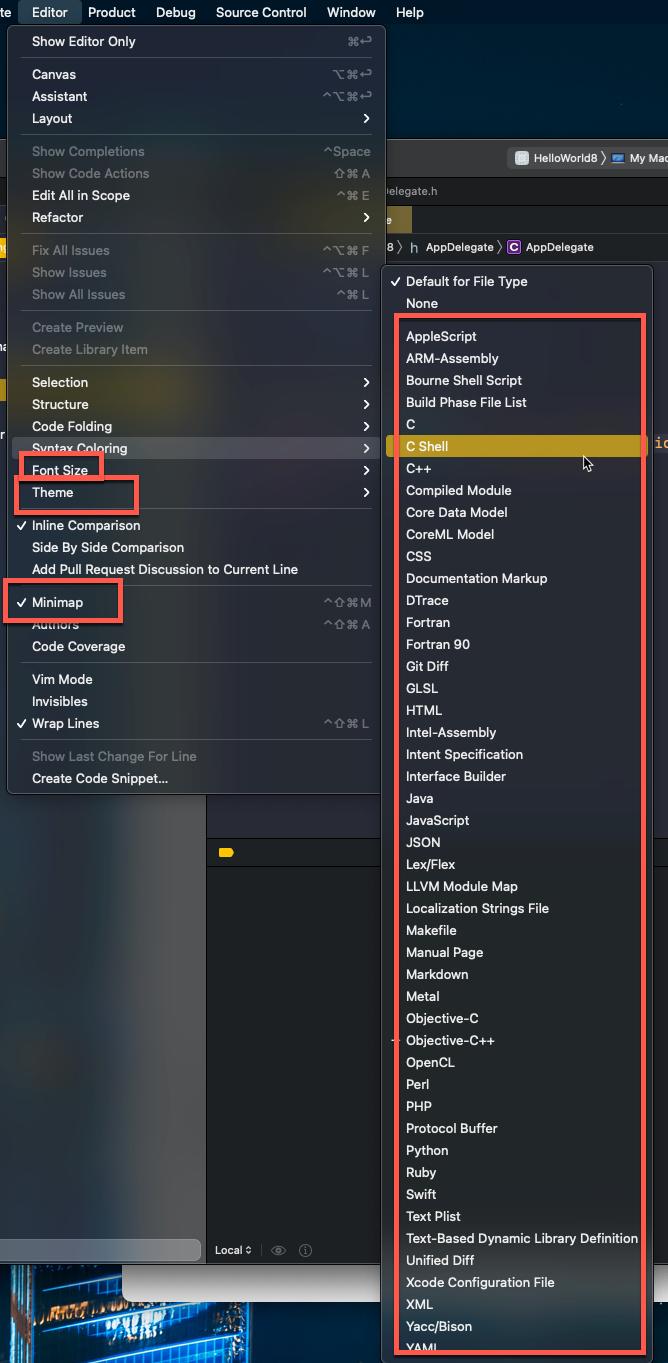 te Editor Product Debug Source Control Window Help
Show Editor Only ⌘↩
Canvas ⌥⌘↩
Assistant ^⌥⌘↩
Layout >
Show Completions ^Space
Show Code Actions ⇧⌘A
Edit All in Scope ^⌘E
Refactor >
Fix All Issues ^⌥⌘F
Show Issues ^⌥⌘L
Show All Issues ^⌘L
Create Preview
Create Library Item
Selection >
Structure >
Code Folding >
Syntax Coloring >
Font Size >
Theme >
✓ Inline Comparison
Side By Side Comparison
Add Pull Request Discussion to Current Line
✓ Minimap ^⇧⌘M
Authors ^⇧⌘A
Code Coverage
Vim Mode
Invisibles
✓ Wrap Lines ^⇧⌘L
Show Last Change For Line
Create Code Snippet...
HelloWorld8 〉 My Mac
elegate.h
e
8 〉 h AppDelegate 〉 C AppDelegate
✓ Default for File Type
None
AppleScript
ARM-Assembly
Bourne Shell Script
Build Phase File List
C
C Shell
C++
Compiled Module
Core Data Model
CoreML Model
CSS
Documentation Markup
DTrace
Fortran
Fortran 90
Git Diff
GLSL
HTML
Intel-Assembly
Intent Specification
Interface Builder
Java
JavaScript
JSON
Lex/Flex
LLVM Module Map
Localization Strings File
Makefile
Manual Page
Markdown
Metal
Objective-C
- Objective-C++
OpenCL
Perl
PHP
Protocol Buffer
Python
Ruby
Swift
Text Plist
Text-Based Dynamic Library Definition
Unified Diff
Xcode Configuration File
XML
Yacc/Bison
YAML
Local